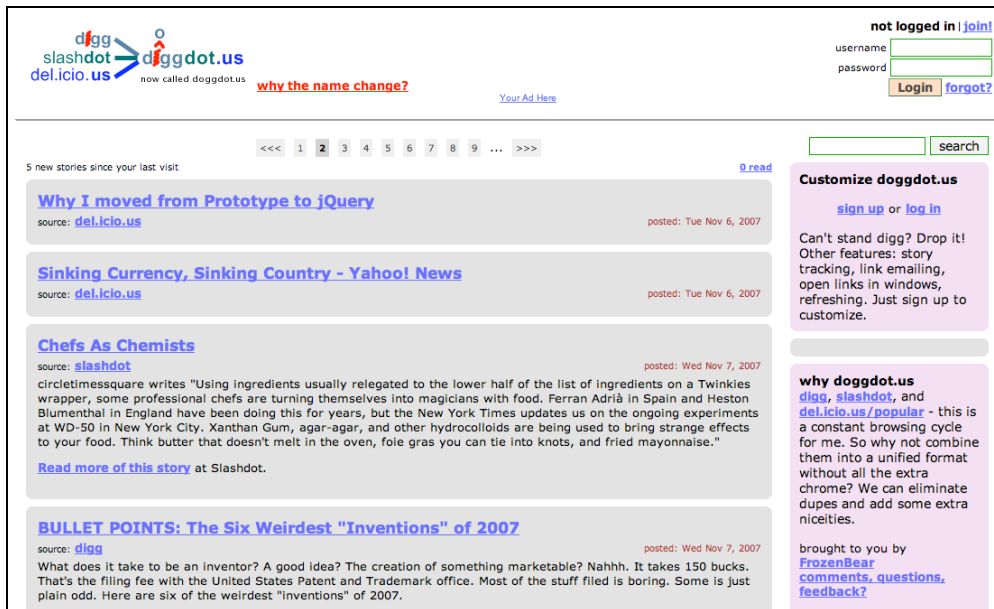 not logged in | join!
username
password
Login forgot?
digg
slashdot
del.icio.us
o
diggdot.us
now called doggdot.us
why the name change?
Your Ad Here
<<< 1 2 3 4 5 6 7 8 9 ... >>>
search
5 new stories since your last visit
0 read
Why I moved from Prototype to jQuery
source: del.icio.us
posted: Tue Nov 6, 2007
Sinking Currency, Sinking Country - Yahoo! News
source: del.icio.us
posted: Tue Nov 6, 2007
Chefs As Chemists
source: slashdot
posted: Wed Nov 7, 2007
circletimessquare writes "Using ingredients usually relegated to the lower half of the list of ingredients on a Twinkies
wrapper, some professional chefs are turning themselves into magicians with food. Ferran Adrià in Spain and Heston
Blumenthal in England have been doing this for years, but the New York Times updates us on the ongoing experiments
at WD-50 in New York City. Xanthan Gum, agar-agar, and other hydrocolloids are being used to bring strange effects
to your food. Think butter that doesn't melt in the oven, foie gras you can tie into knots, and fried mayonnaise."
Read more of this story at Slashdot.
BULLET POINTS: The Six Weirdest "Inventions" of 2007
source: digg
posted: Wed Nov 7, 2007
What does it take to be an inventor? A good idea? The creation of something marketable? Nahhh. It takes 150 bucks.
That's the filing fee with the United States Patent and Trademark office. Most of the stuff filed is boring. Some is just
plain odd. Here are six of the weirdest "inventions" of 2007.
Customize doggdot.us
sign up or log in
Can't stand digg? Drop it!
Other features: story
tracking, link emailing,
open links in windows,
refreshing. Just sign up to
customize.
why doggdot.us
digg, slashdot, and
del.icio.us/popular - this is
a constant browsing cycle
for me. So why not combine
them into a unified format
without all the extra
chrome? We can eliminate
dupes and add some extra
niceities.
brought to you by
FrozenBear
comments, questions,
feedback?